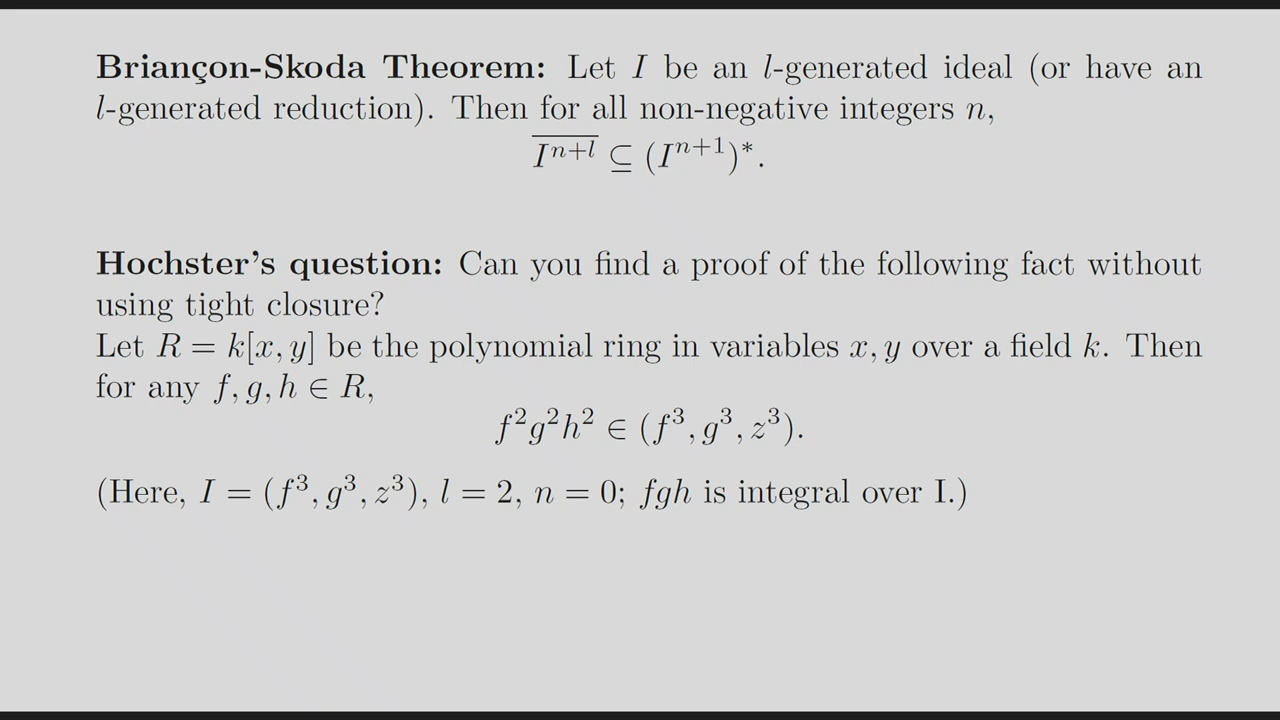 Briançon-Skoda Theorem: Let I be an l-generated ideal (or have an
l-generated reduction). Then for all non-negative integers n,
$\overline{I^{n+l}} \subseteq (I^{n+1})^*.$
Hochster's question: Can you find a proof of the following fact without
using tight closure?
Let R = k[x, y] be the polynomial ring in variables x, y over a field k. Then
for any f, g, h ∈ R,
$f^2g^2h^2 \in (f^3, g^3, z^3).$
(Here, $I = (f^3, g^3, z^3)$, l = 2, n = 0; fgh is integral over I.)